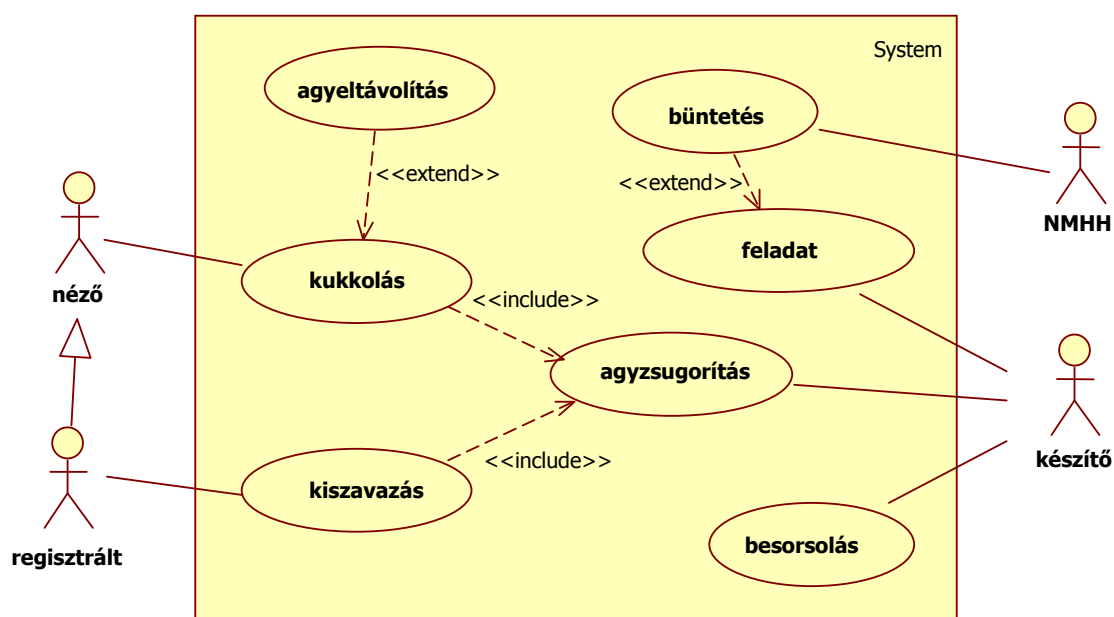 System
agyeltávolítás
büntetés
<<extend>>
<<extend>>
NMHH
feladat
kukkolás
néző
<<include>>
agyzsugorítás
készítő
<<include>>
kiszavazás
besorsolás
regisztrált